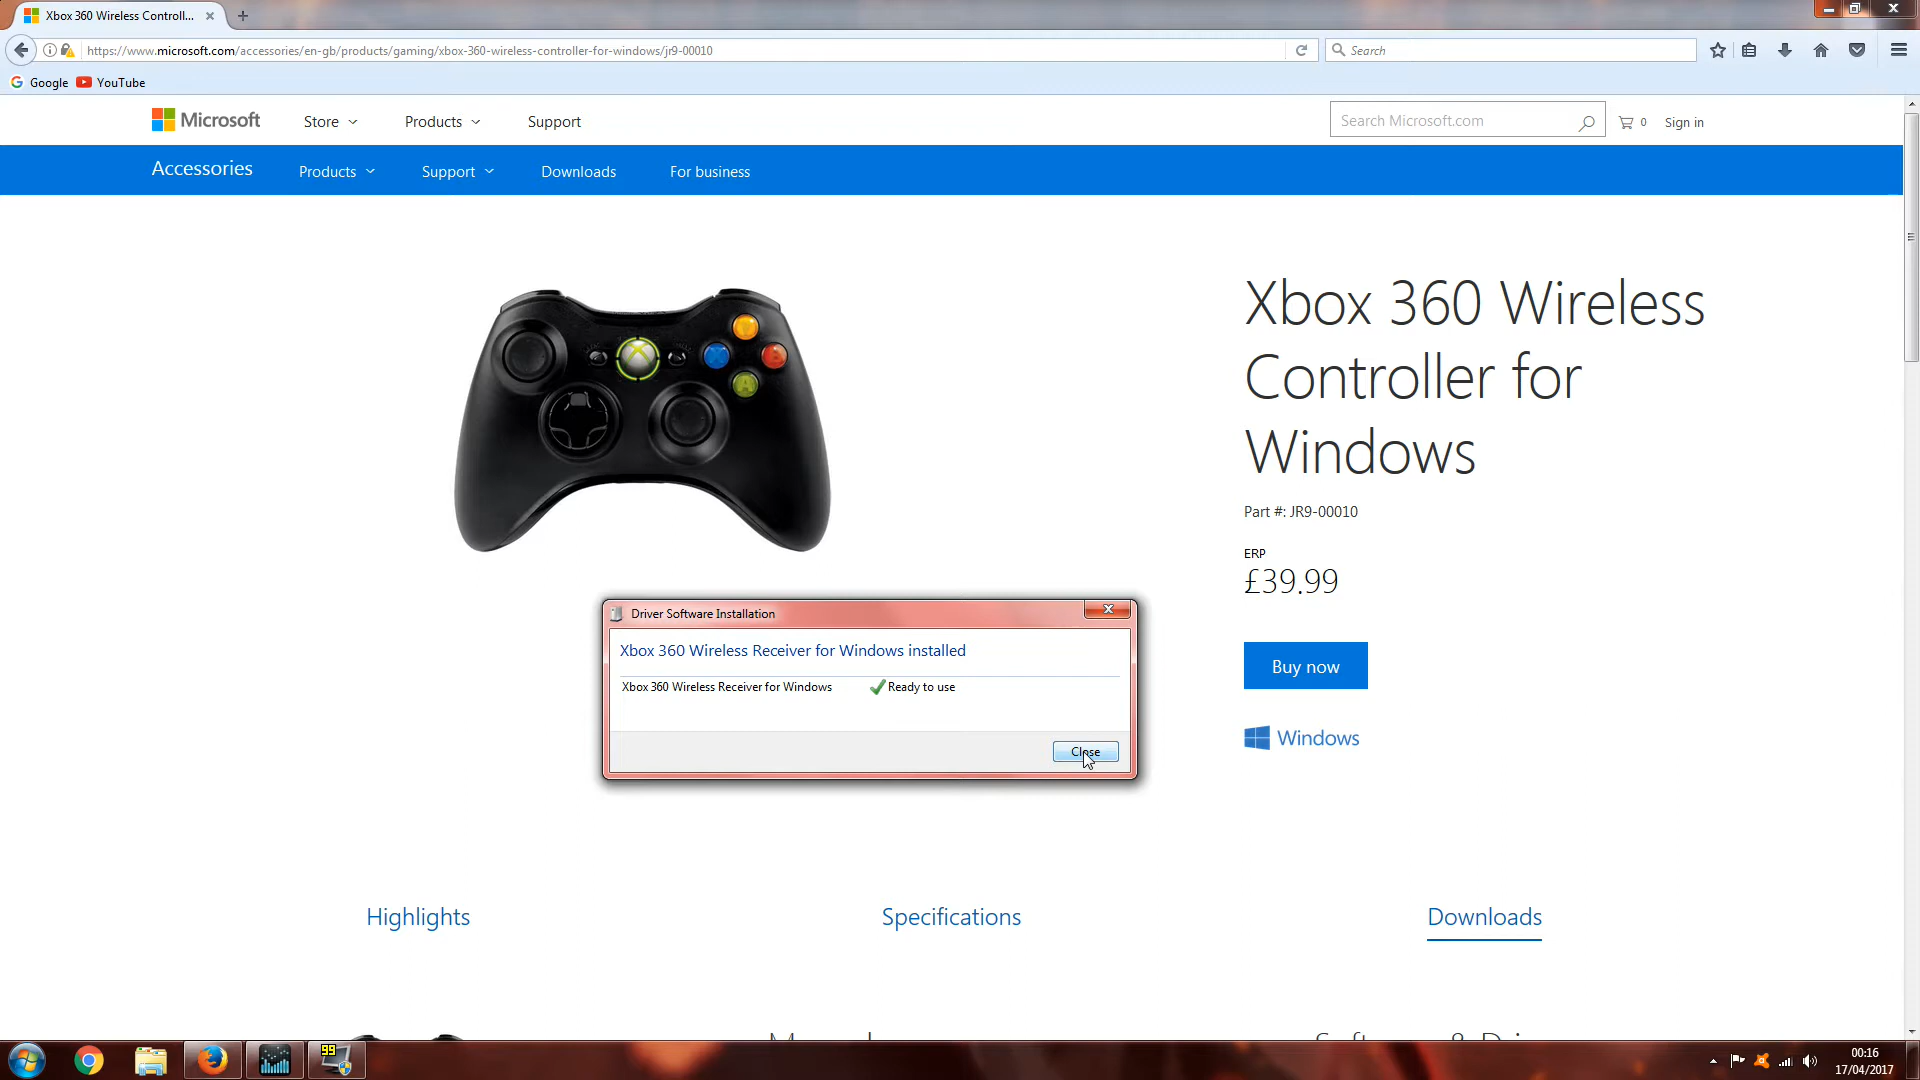 Xbox 360 Wireless Controll...
https://www.microsoft.com/accessories/en-gb/products/gaming/xbox-360-wireless-controller-for-windows/jr9-00010
Search
Google YouTube
Microsoft Store Products Support
Search Microsoft.com
0 Sign in
Accessories Products Support Downloads For business
Xbox 360 Wireless
Controller for
Windows
Part #: JR9-00010
ERP
£39.99
Buy now
Windows
Driver Software Installation
Xbox 360 Wireless Receiver for Windows installed
Xbox 360 Wireless Receiver for Windows Ready to use
Close
Highlights Specifications Downloads
99
00:16
17/04/2017